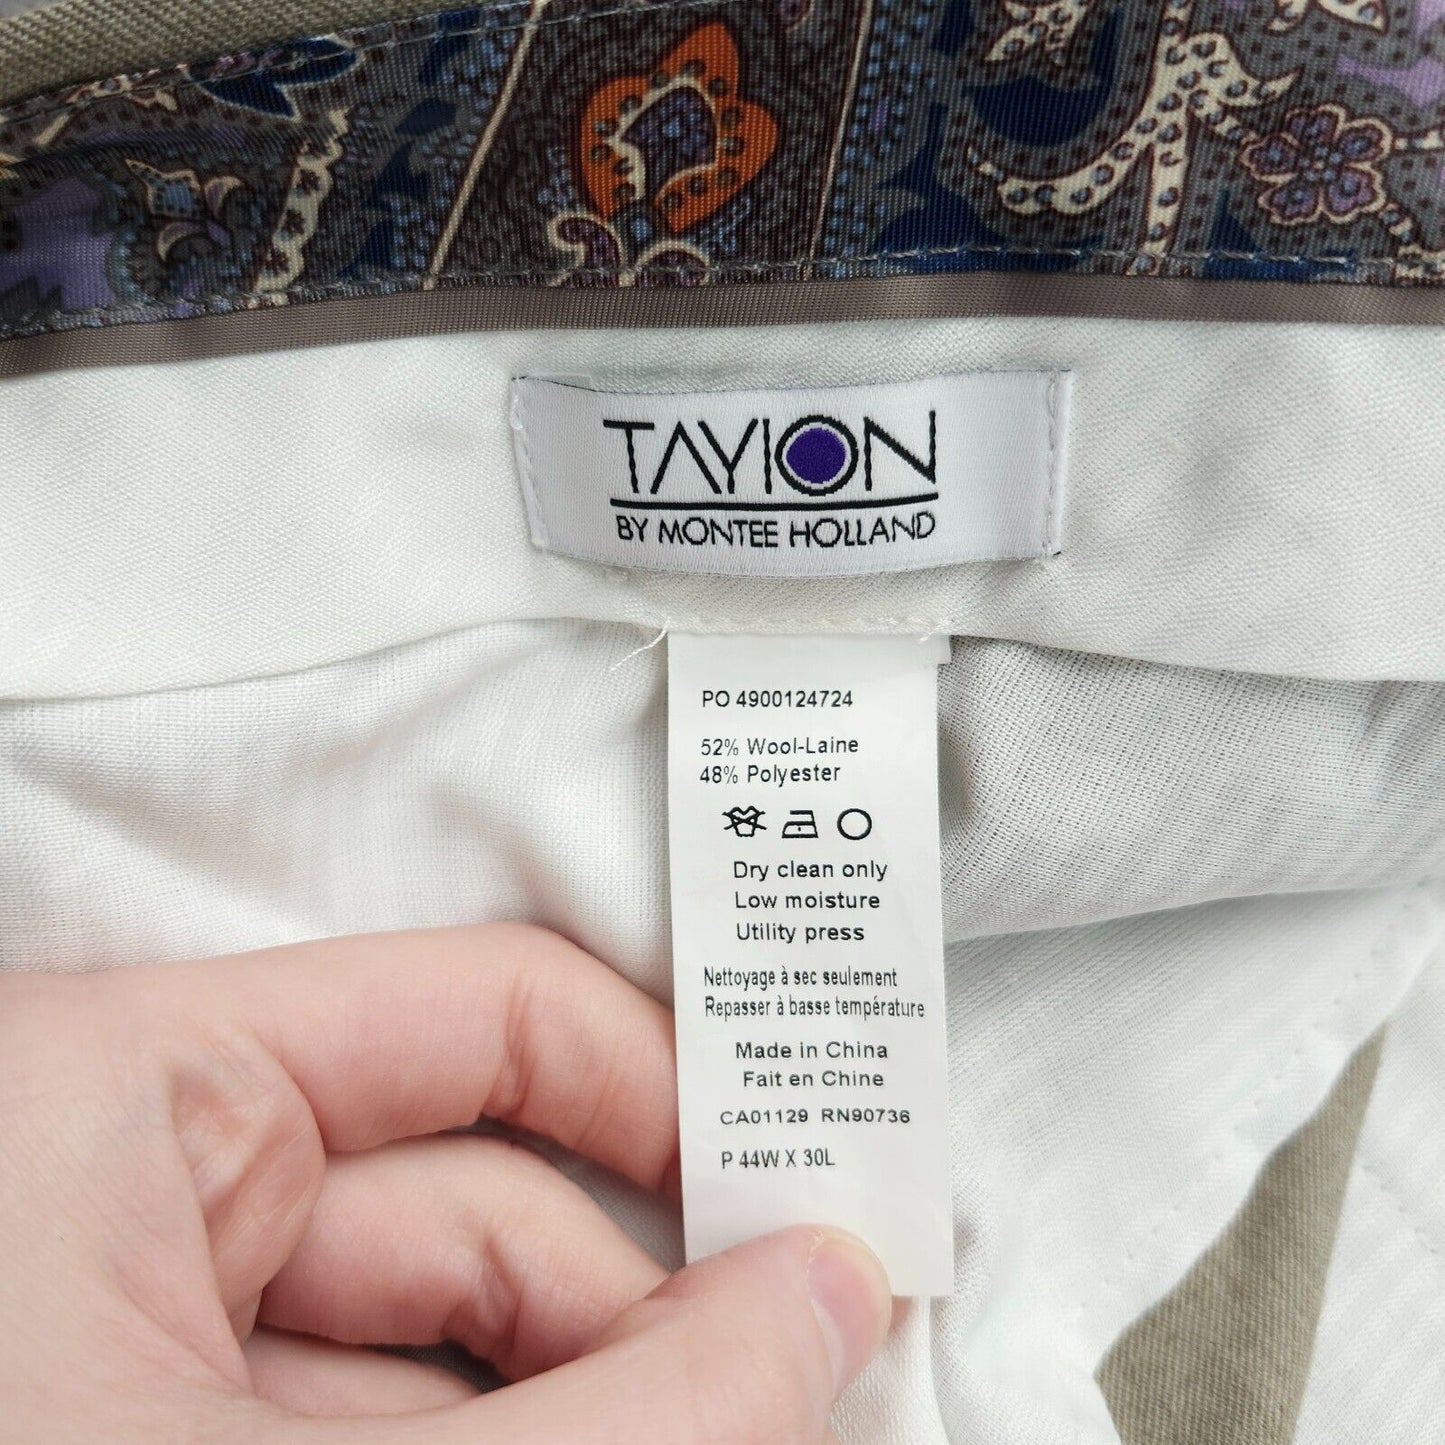 TAYION
BY MONTEE HOLLAND
PO 4900124724
52% Wool-Laine
48% Polyester
Dry clean only
Low moisture
Utility press
Nettoyage à sec seulement
Repasser à basse température
Made in China
Fait en Chine
CA01129 RN90736
P 44W X 30L